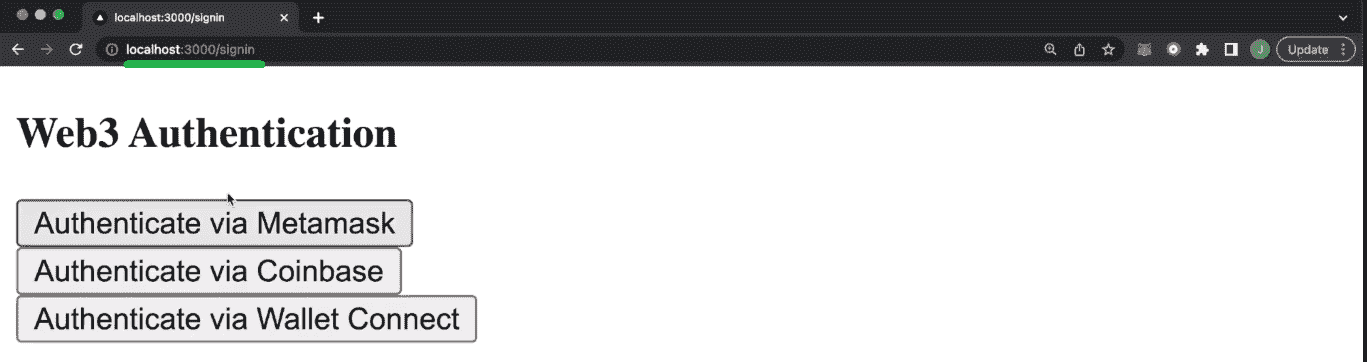 localhost:3000/signin
localhost:3000/signin
J
Update
Web3 Authentication
Authenticate via Metamask
Authenticate via Coinbase
Authenticate via Wallet Connect